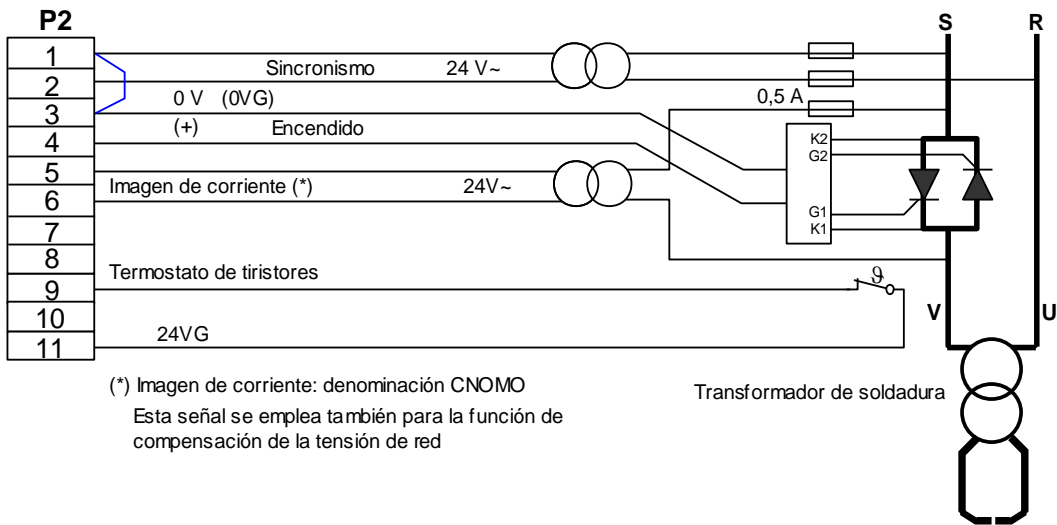 P2
S
R
1
2
3
4
5
6
7
8
9
10
11
Sincronismo 24 V~
0 V (0VG)
0,5 A
(+) Encendido
K2
G2
Imagen de corriente (*) 24V~
G1
K1
Termostato de tiristores
ϑ
V
U
24VG
(*) Imagen de corriente: denominación CNOMO
Esta señal se emplea también para la función de
compensación de la tensión de red
Transformador de soldadura